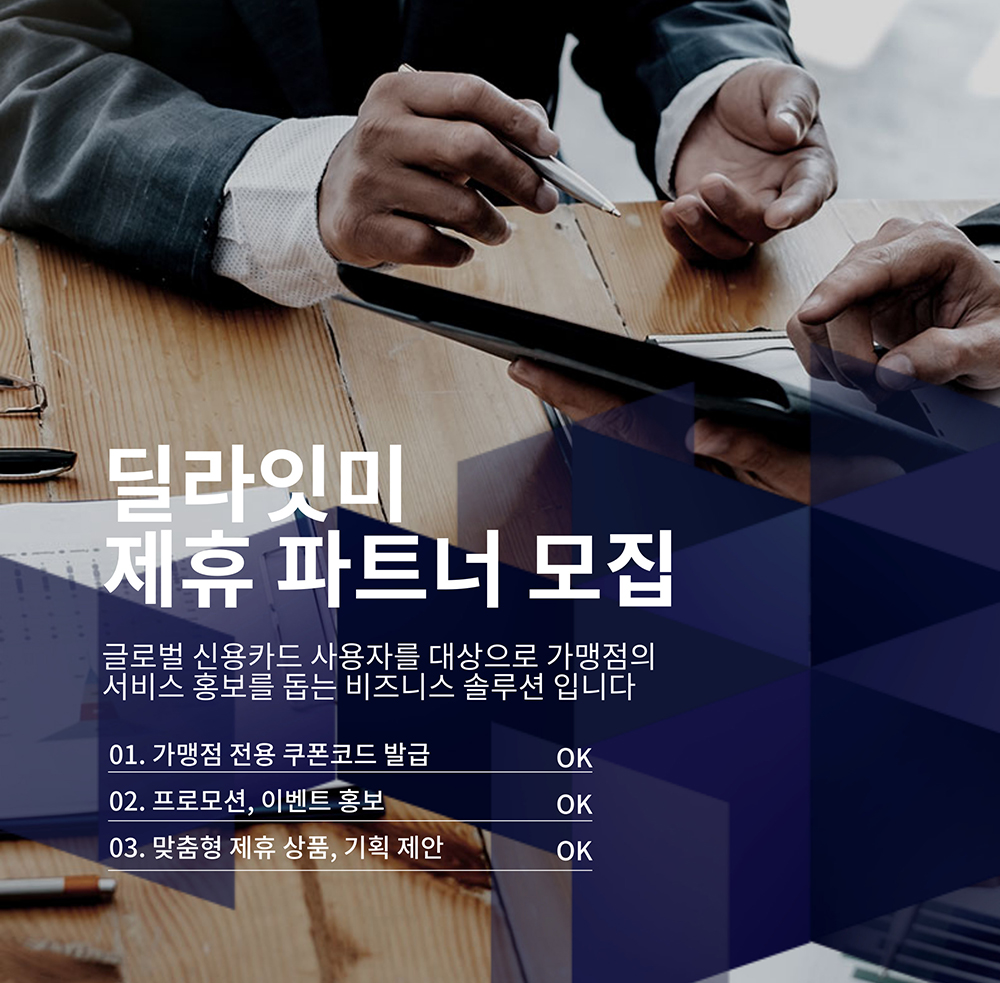 딜라잇미
제휴 파트너 모집
글로벌 신용카드 사용자를 대상으로 가맹점의
서비스 홍보를 돕는 비즈니스 솔루션 입니다
01. 가맹점 전용 쿠폰코드 발급 OK
02. 프로모션, 이벤트 홍보 OK
03. 맞춤형 제휴 상품, 기획 제안 OK